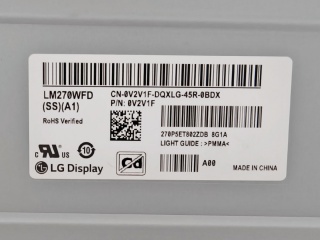 LM270WFD
(SS)(A1)
CN-0V2V1F-DQXLG-45R-0BDX
P/N: 0V2V1F
RoHS Verified
270P5ET802ZDB 8G1A
LIGHT GUIDE : >PMMA<
c RU US
10
LG Display
A00
MADE IN CHINA